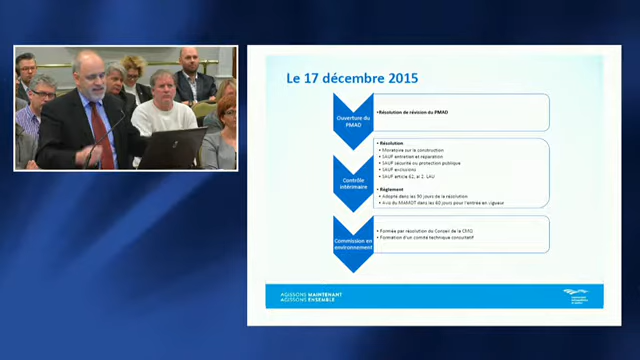 Le 17 décembre 2015
Ouverture du
PMAD
• Résolution de révision du PMAD
Contrôle
intérimaire
• Résolution
• Moratoire sur la construction
• SAUF entretien et réparation
• SAUF sécurité ou protection publique
• SAUF exclusions
• SAUF article 62, al 2. LAU
• Règlement
• Adopté dans les 90 jours de la résolution
• Avis du MAMOT dans les 60 jours pour l'entrée en vigueur
Commission en
environnement
• Formée par résolution du Conseil de la CMQ
• Formation d'un comité technique consultatif
AGISSONS MAINTENANT
AGISSONS ENSEMBLE